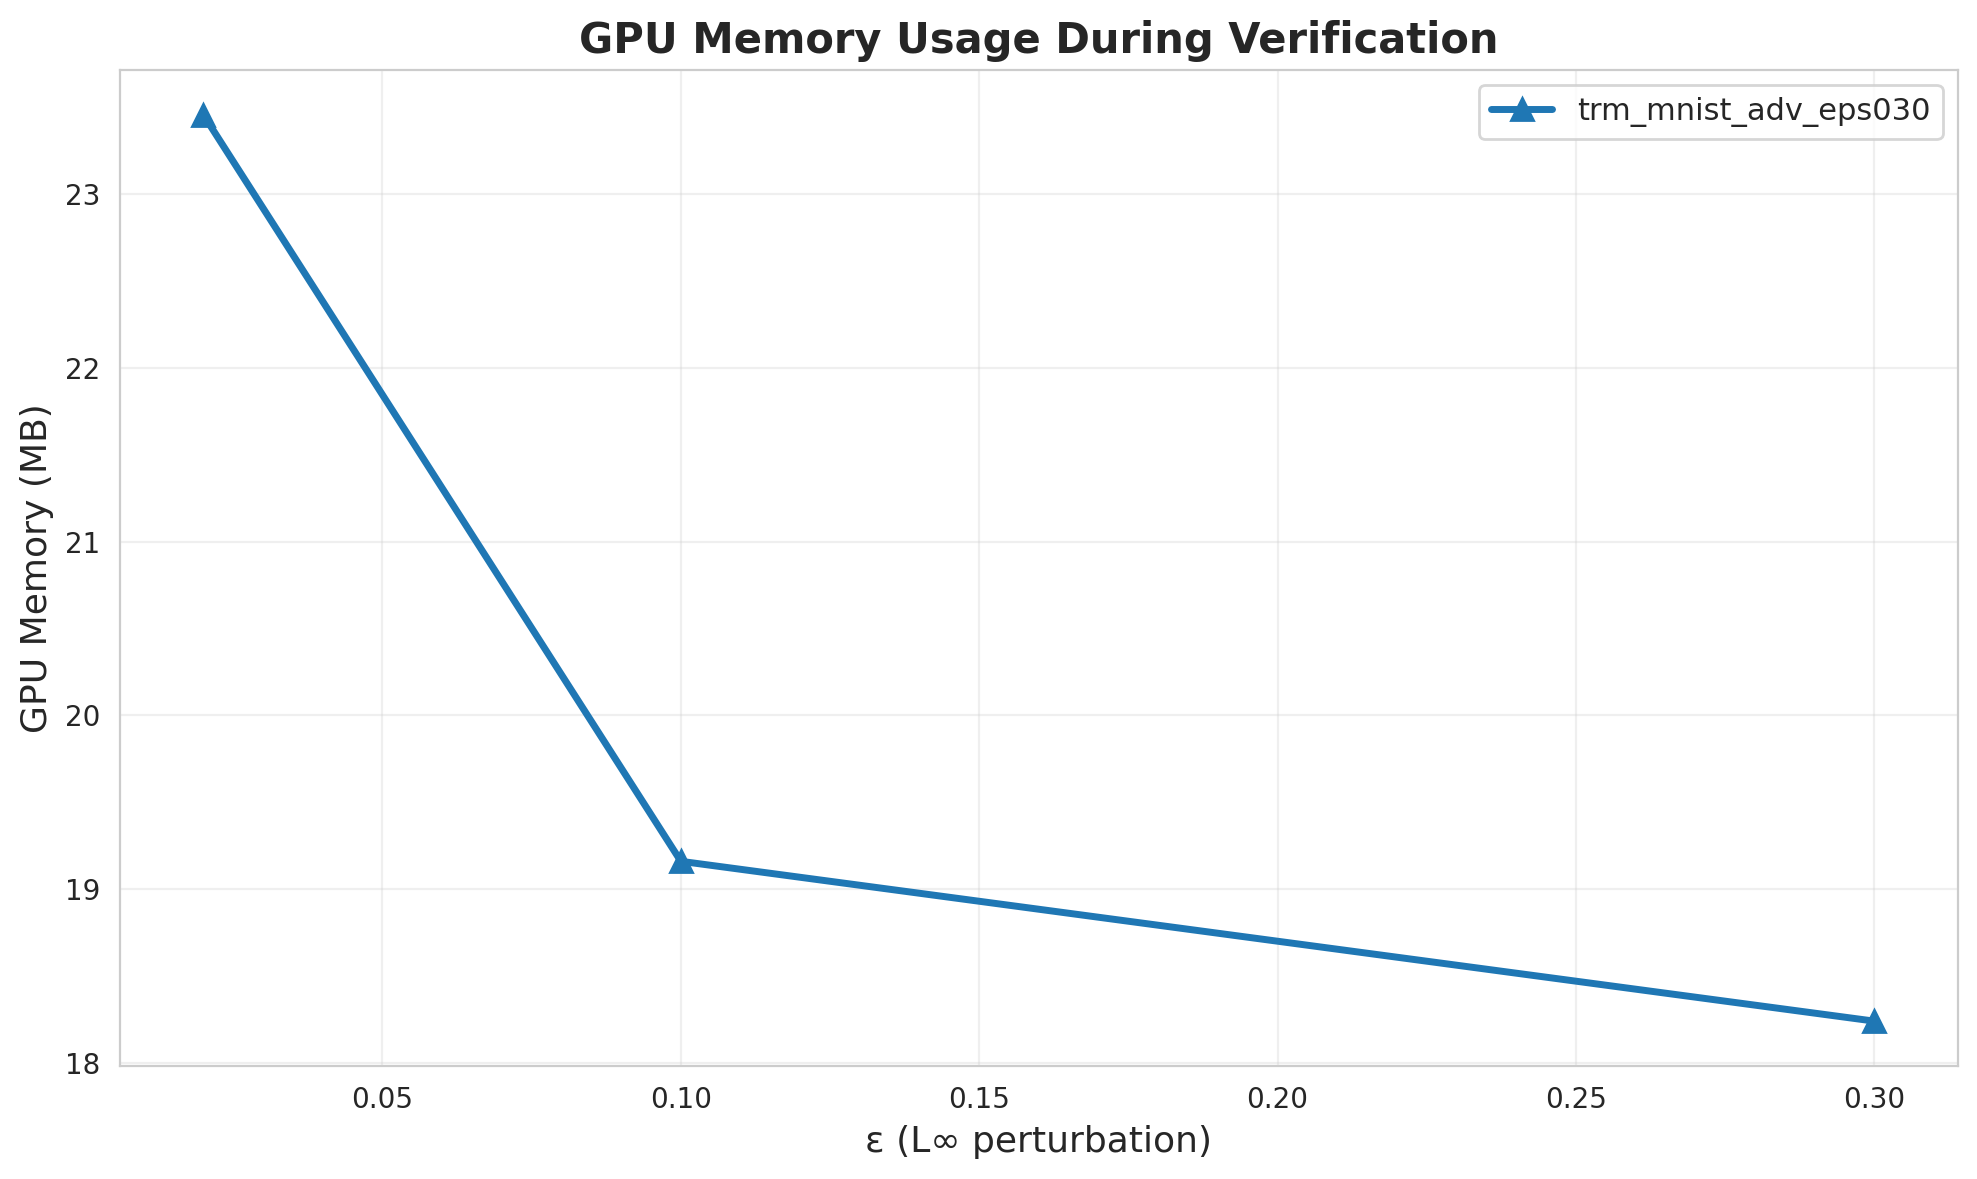 GPU Memory Usage During Verification
trm_mnist_adv_eps030
GPU Memory (MB)
23
22
21
20
19
18
0.05 0.10 0.15 0.20 0.25 0.30
ε (L∞ perturbation)